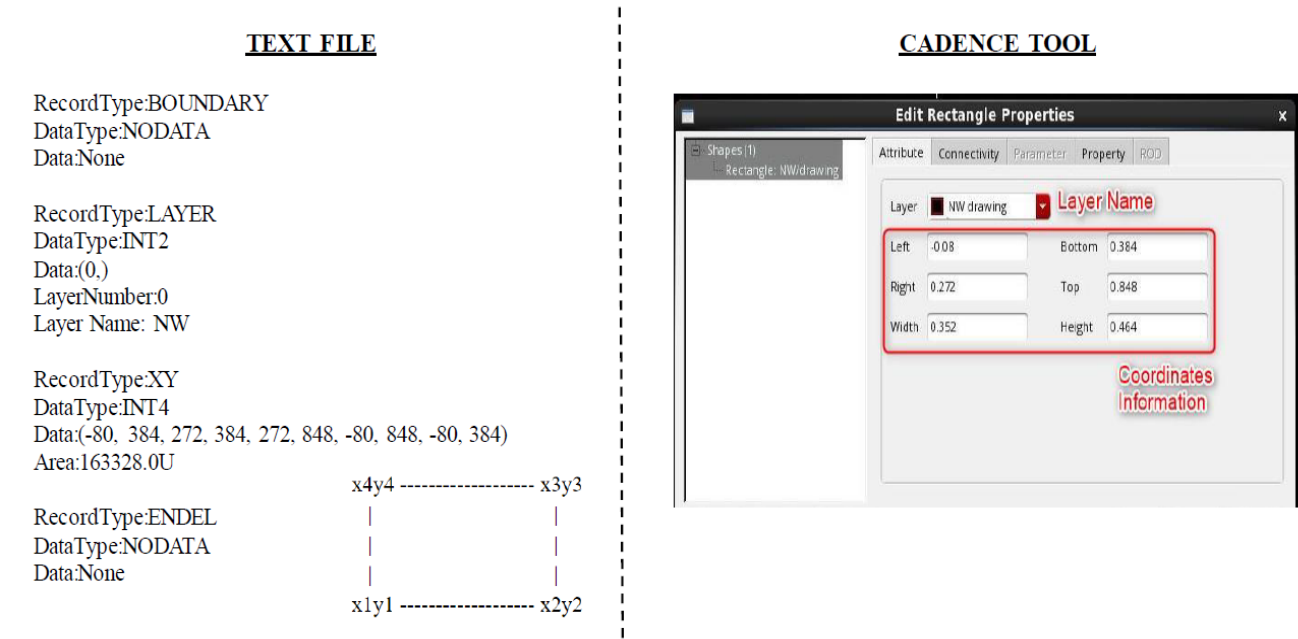 TEXT FILE
RecordType:BOUNDARY
DataType:NODATA
Data:None
RecordType:LAYER
DataType:INT2
Data:(0,)
LayerNumber:0
Layer Name: NW
RecordType:XY
DataType:INT4
Data:(-80, 384, 272, 384, 272, 848, -80, 848, -80, 384)
Area:163328.0U
x4y4 ------------------- x3y3
RecordType:ENDEL | |
DataType:NODATA | |
Data:None | |
x1y1 ------------------- x2y2
CADENCE TOOL
Edit Rectangle Properties x
Shapes (1)
Rectangle: NW/drawing
Attribute Connectivity Parameter Property ROD
Layer NW drawing Layer Name
Left -0.08 Bottom 0.384
Right 0.272 Top 0.848
Width 0.352 Height 0.464
Coordinates
Information